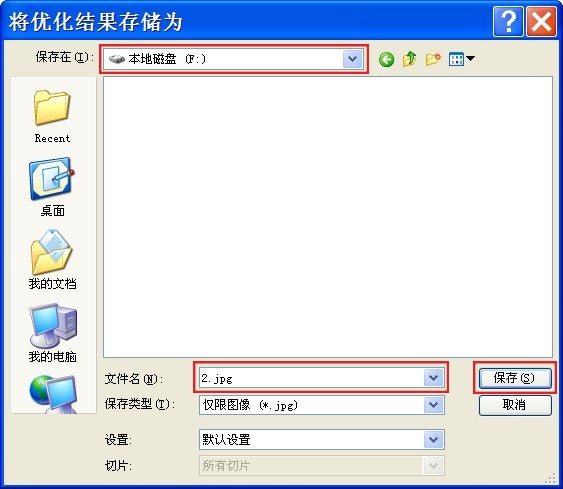 将优化结果存储为
保存在(I):
本地磁盘 (F:)
Recent
桌面
我的文档
我的电脑
文件名(N):
2.jpg
保存(S)
保存类型(T):
仅限图像 (*.jpg)
取消
设置:
默认设置
切片:
所有切片